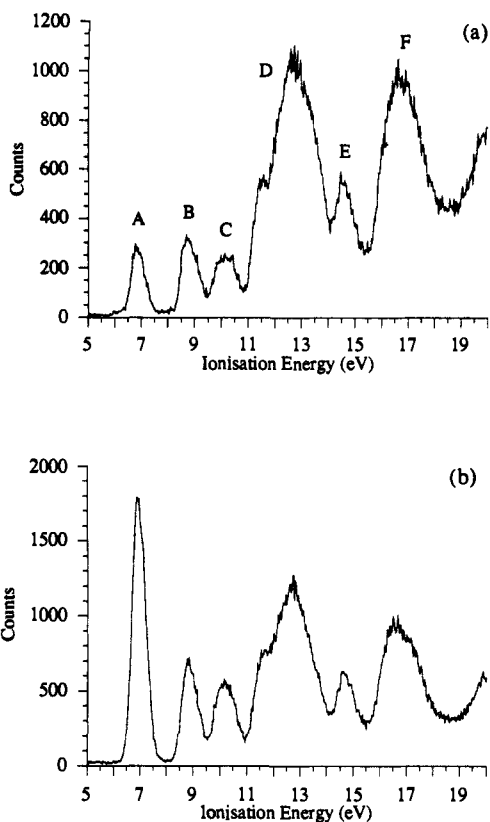 (a)
1200
1000
800
600
400
200
0
Counts
A
B
C
D
E
F
5 7 9 11 13 15 17 19
Ionisation Energy (eV)
(b)
2000
1500
1000
500
0
Counts
5 7 9 11 13 15 17 19
Ionisation Energy (eV)